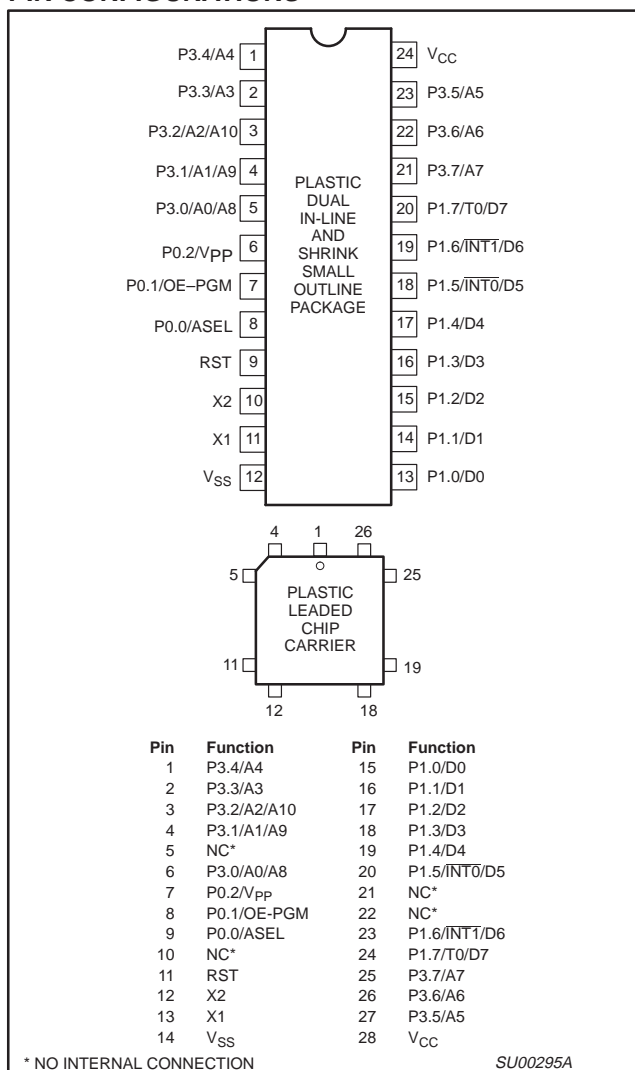 P3.4/A4 1 24 VCC
P3.3/A3 2 23 P3.5/A5
P3.2/A2/A10 3 22 P3.6/A6
P3.1/A1/A9 4 21 P3.7/A7
P3.0/A0/A8 5 20 P1.7/T0/D7
P0.2/VPP 6 19 P1.6/INT1/D6
P0.1/OE–PGM 7 18 P1.5/INT0/D5
P0.0/ASEL 8 17 P1.4/D4
RST 9 16 P1.3/D3
X2 10 15 P1.2/D2
X1 11 14 P1.1/D1
VSS 12 13 P1.0/D0
PLASTIC
DUAL
IN-LINE
AND
SHRINK
SMALL
OUTLINE
PACKAGE
4 1 26
5 25
PLASTIC
LEADED
CHIP
CARRIER
11 19
12 18
Pin Function Pin Function
1 P3.4/A4 15 P1.0/D0
2 P3.3/A3 16 P1.1/D1
3 P3.2/A2/A10 17 P1.2/D2
4 P3.1/A1/A9 18 P1.3/D3
5 NC* 19 P1.4/D4
6 P3.0/A0/A8 20 P1.5/INT0/D5
7 P0.2/VPP 21 NC*
8 P0.1/OE-PGM 22 NC*
9 P0.0/ASEL 23 P1.6/INT1/D6
10 NC* 24 P1.7/T0/D7
11 RST 25 P3.7/A7
12 X2 26 P3.6/A6
13 X1 27 P3.5/A5
14 VSS 28 VCC
* NO INTERNAL CONNECTION SU00295A